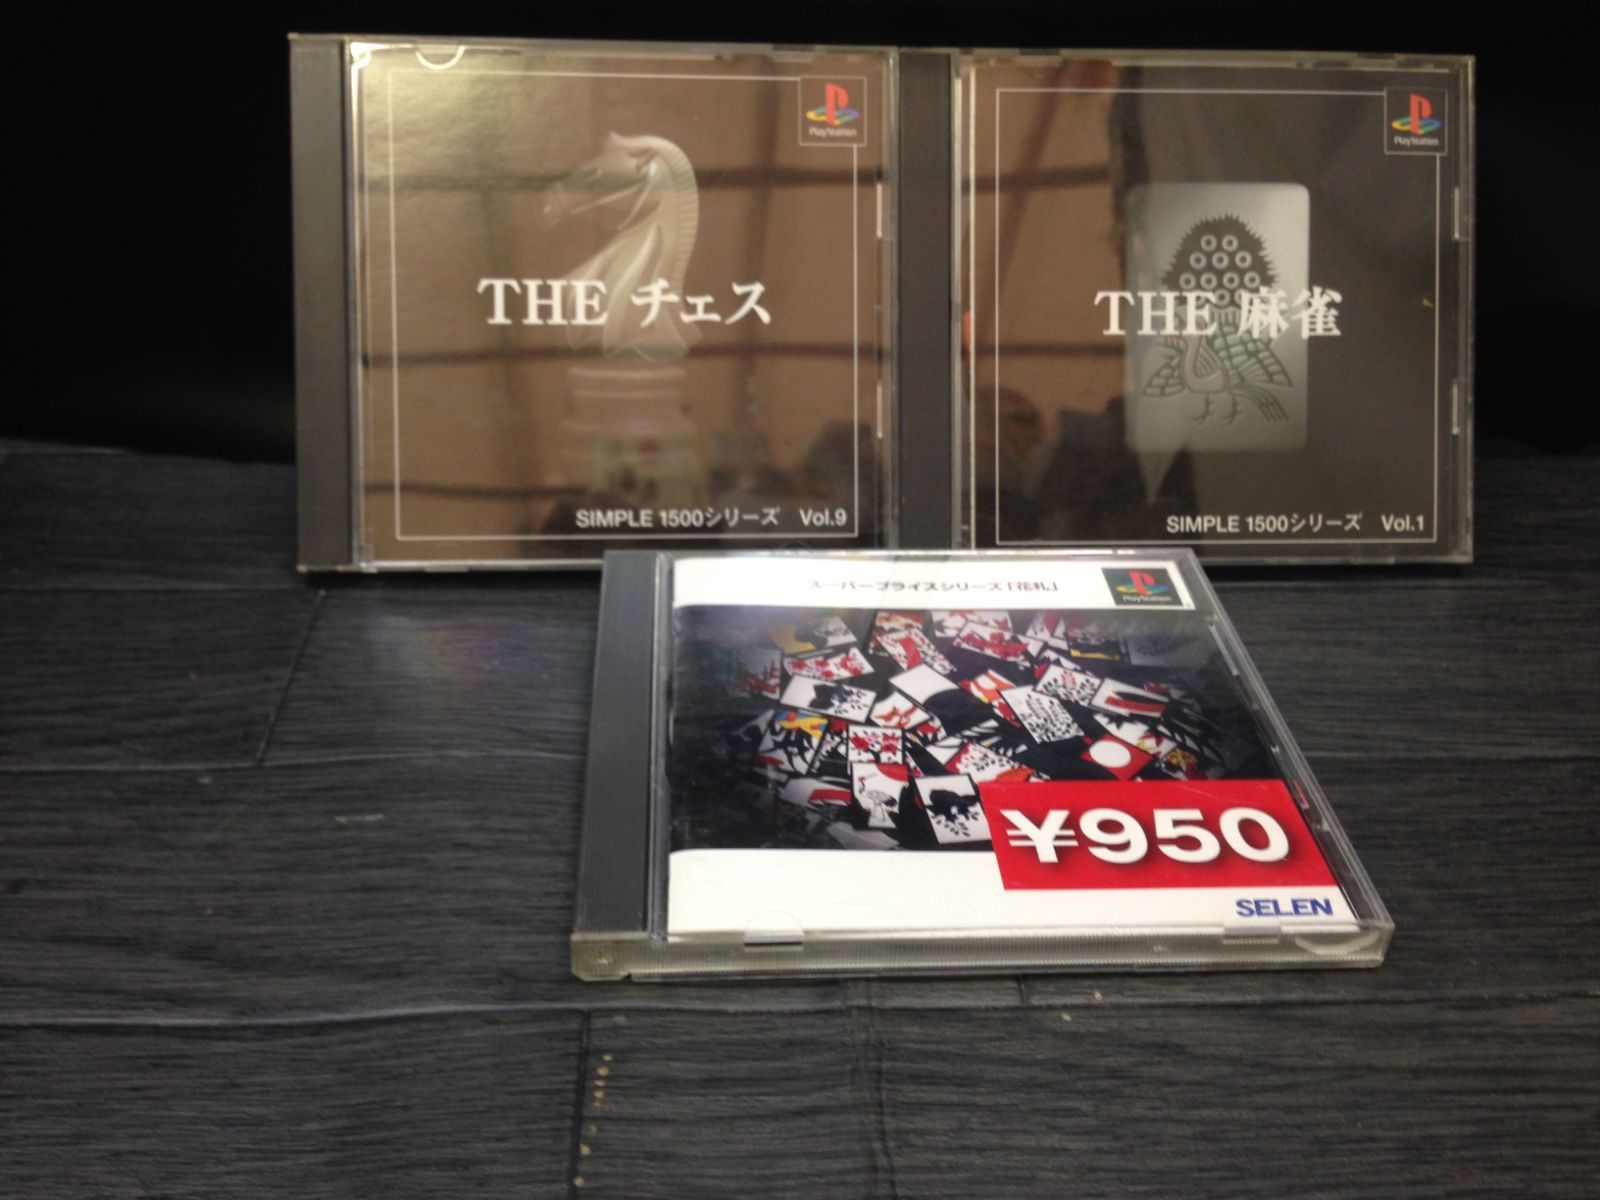 PlayStation
THE チェス
SIMPLE 1500シリーズ Vol.9
PlayStation
THE 麻雀
SIMPLE 1500シリーズ Vol.1
スーパープライスシリーズ「花札」
PlayStation
¥950
SELEN